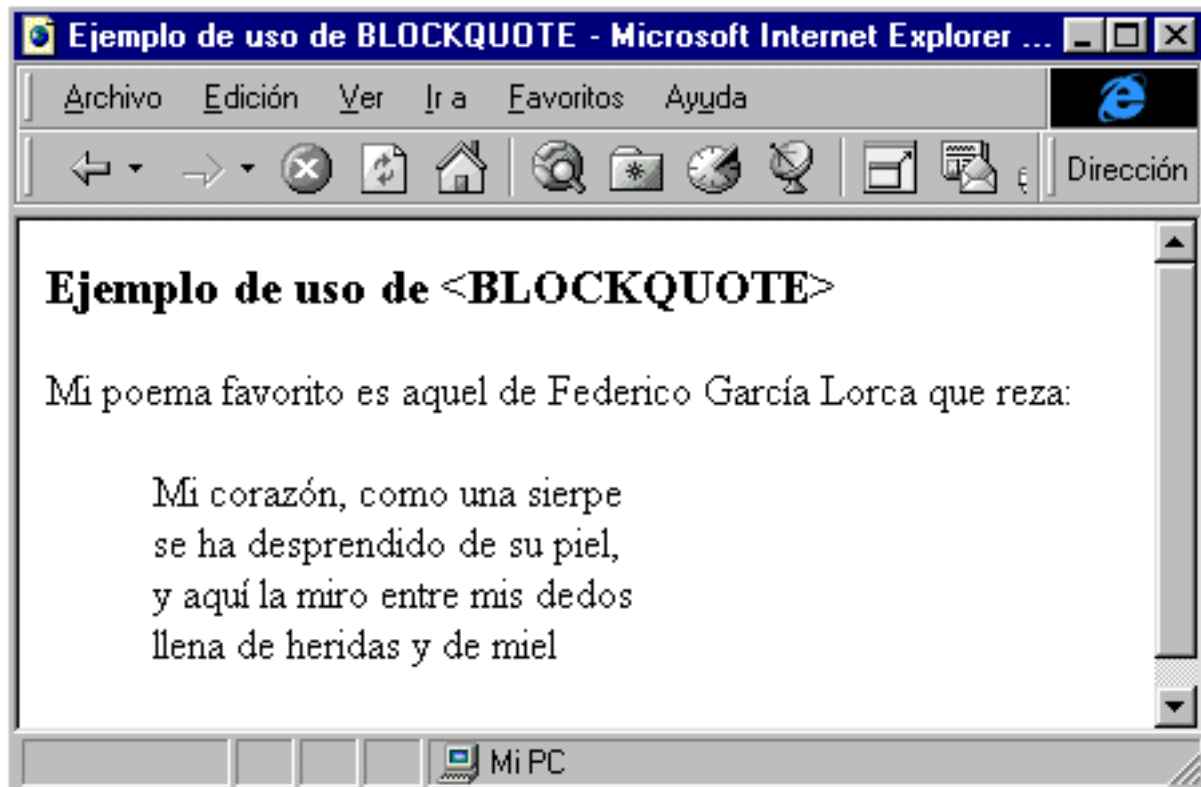 Ejemplo de uso de BLOCKQUOTE - Microsoft Internet Explorer ...
Archivo Edición Ver Ir a Favoritos Ayuda
Dirección
Ejemplo de uso de <BLOCKQUOTE>
Mi poema favorito es aquel de Federico García Lorca que reza:
Mi corazón, como una sierpe
se ha desprendido de su piel,
y aquí la miro entre mis dedos
llena de heridas y de miel
Mi PC